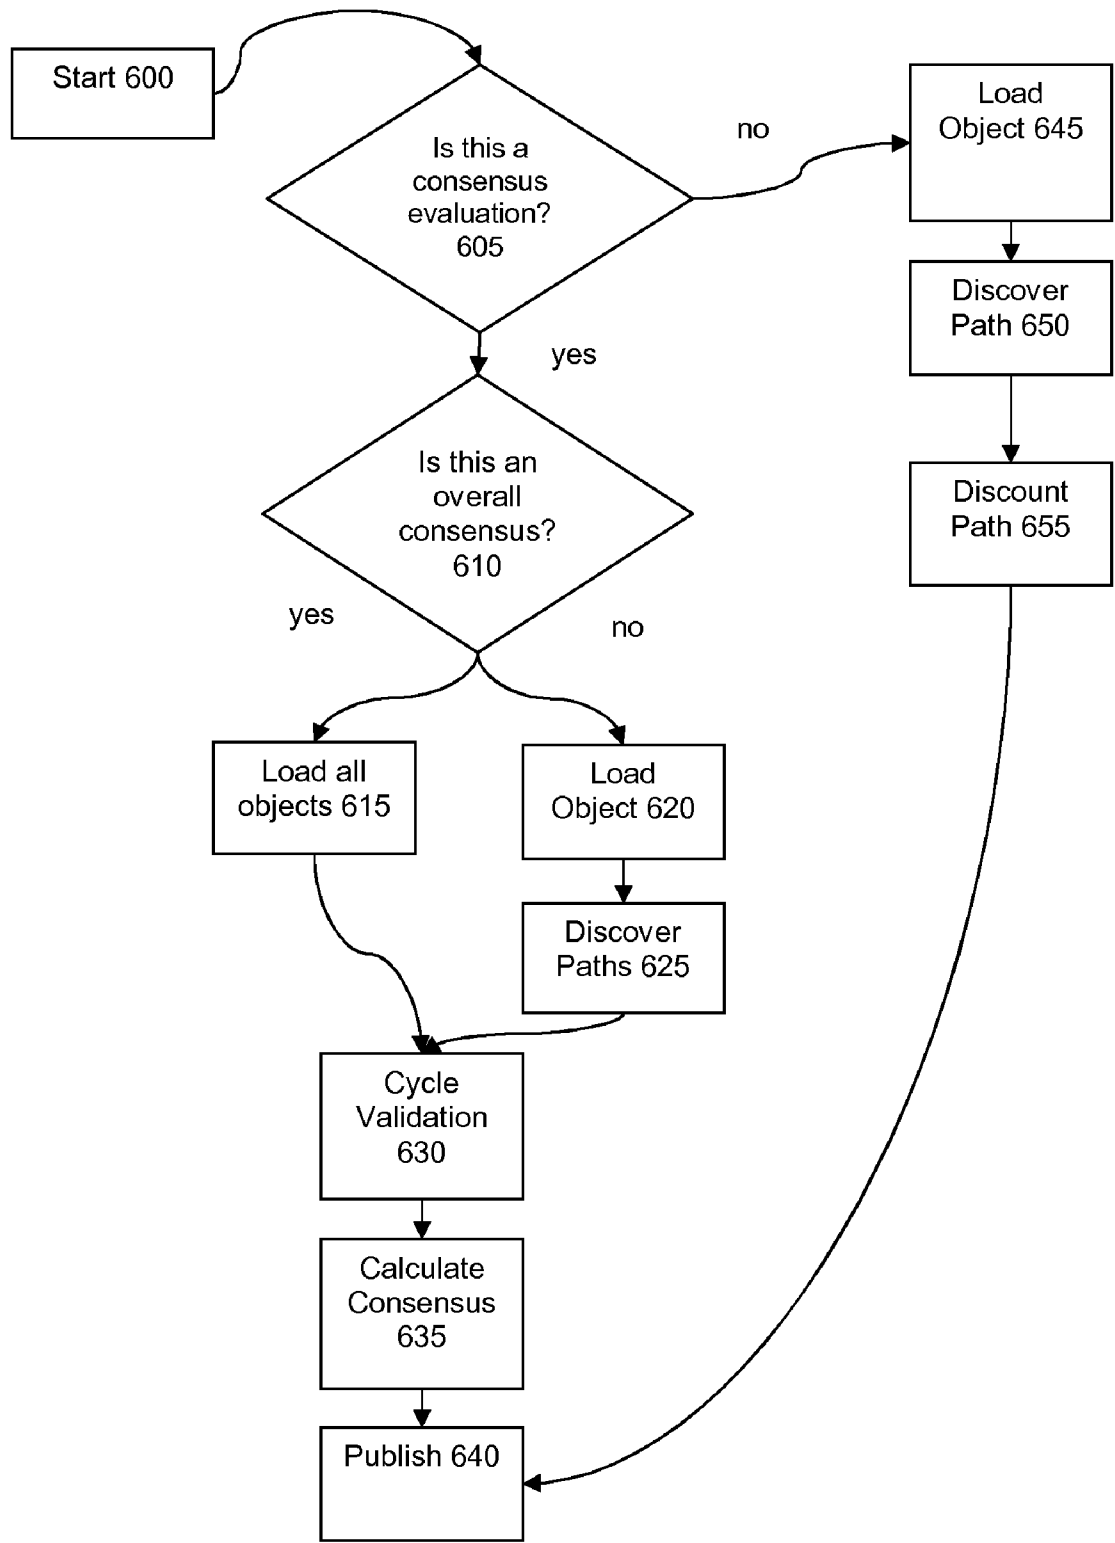 Start 600
Is this a
consensus
evaluation?
605
no
Load
Object 645
Discover
Path 650
Discount
Path 655
yes
Is this an
overall
consensus?
610
yes
no
Load all
objects 615
Load
Object 620
Discover
Paths 625
Cycle
Validation
630
Calculate
Consensus
635
Publish 640